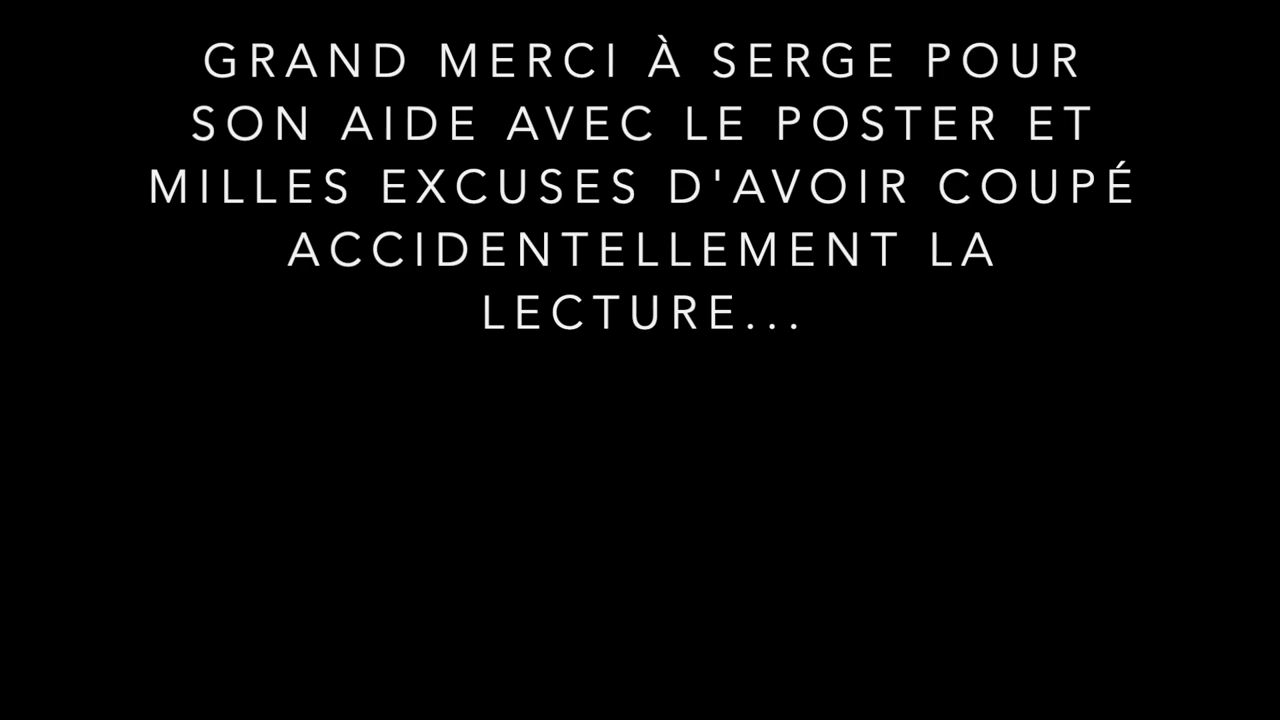 GRAND MERCI À SERGE POUR
SON AIDE AVEC LE POSTER ET
MILLES EXCUSES D'AVOIR COUPÉ
ACCIDENTELLEMENT LA
LECTURE...